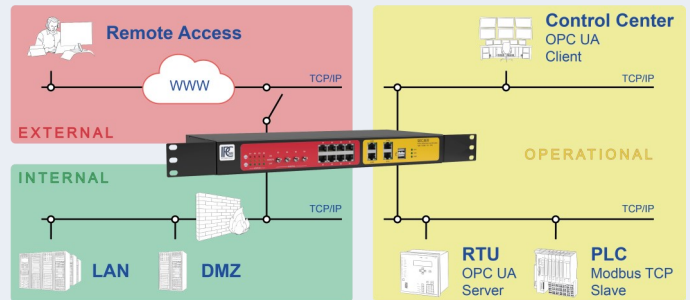 Remote Access
WWW
TCP/IP
EXTERNAL
Control Center
OPC UA
Client
TCP/IP
OPERATIONAL
INTERNAL
TCP/IP
LAN
DMZ
TCP/IP
RTU
OPC UA
Server
PLC
Modbus TCP
Slave